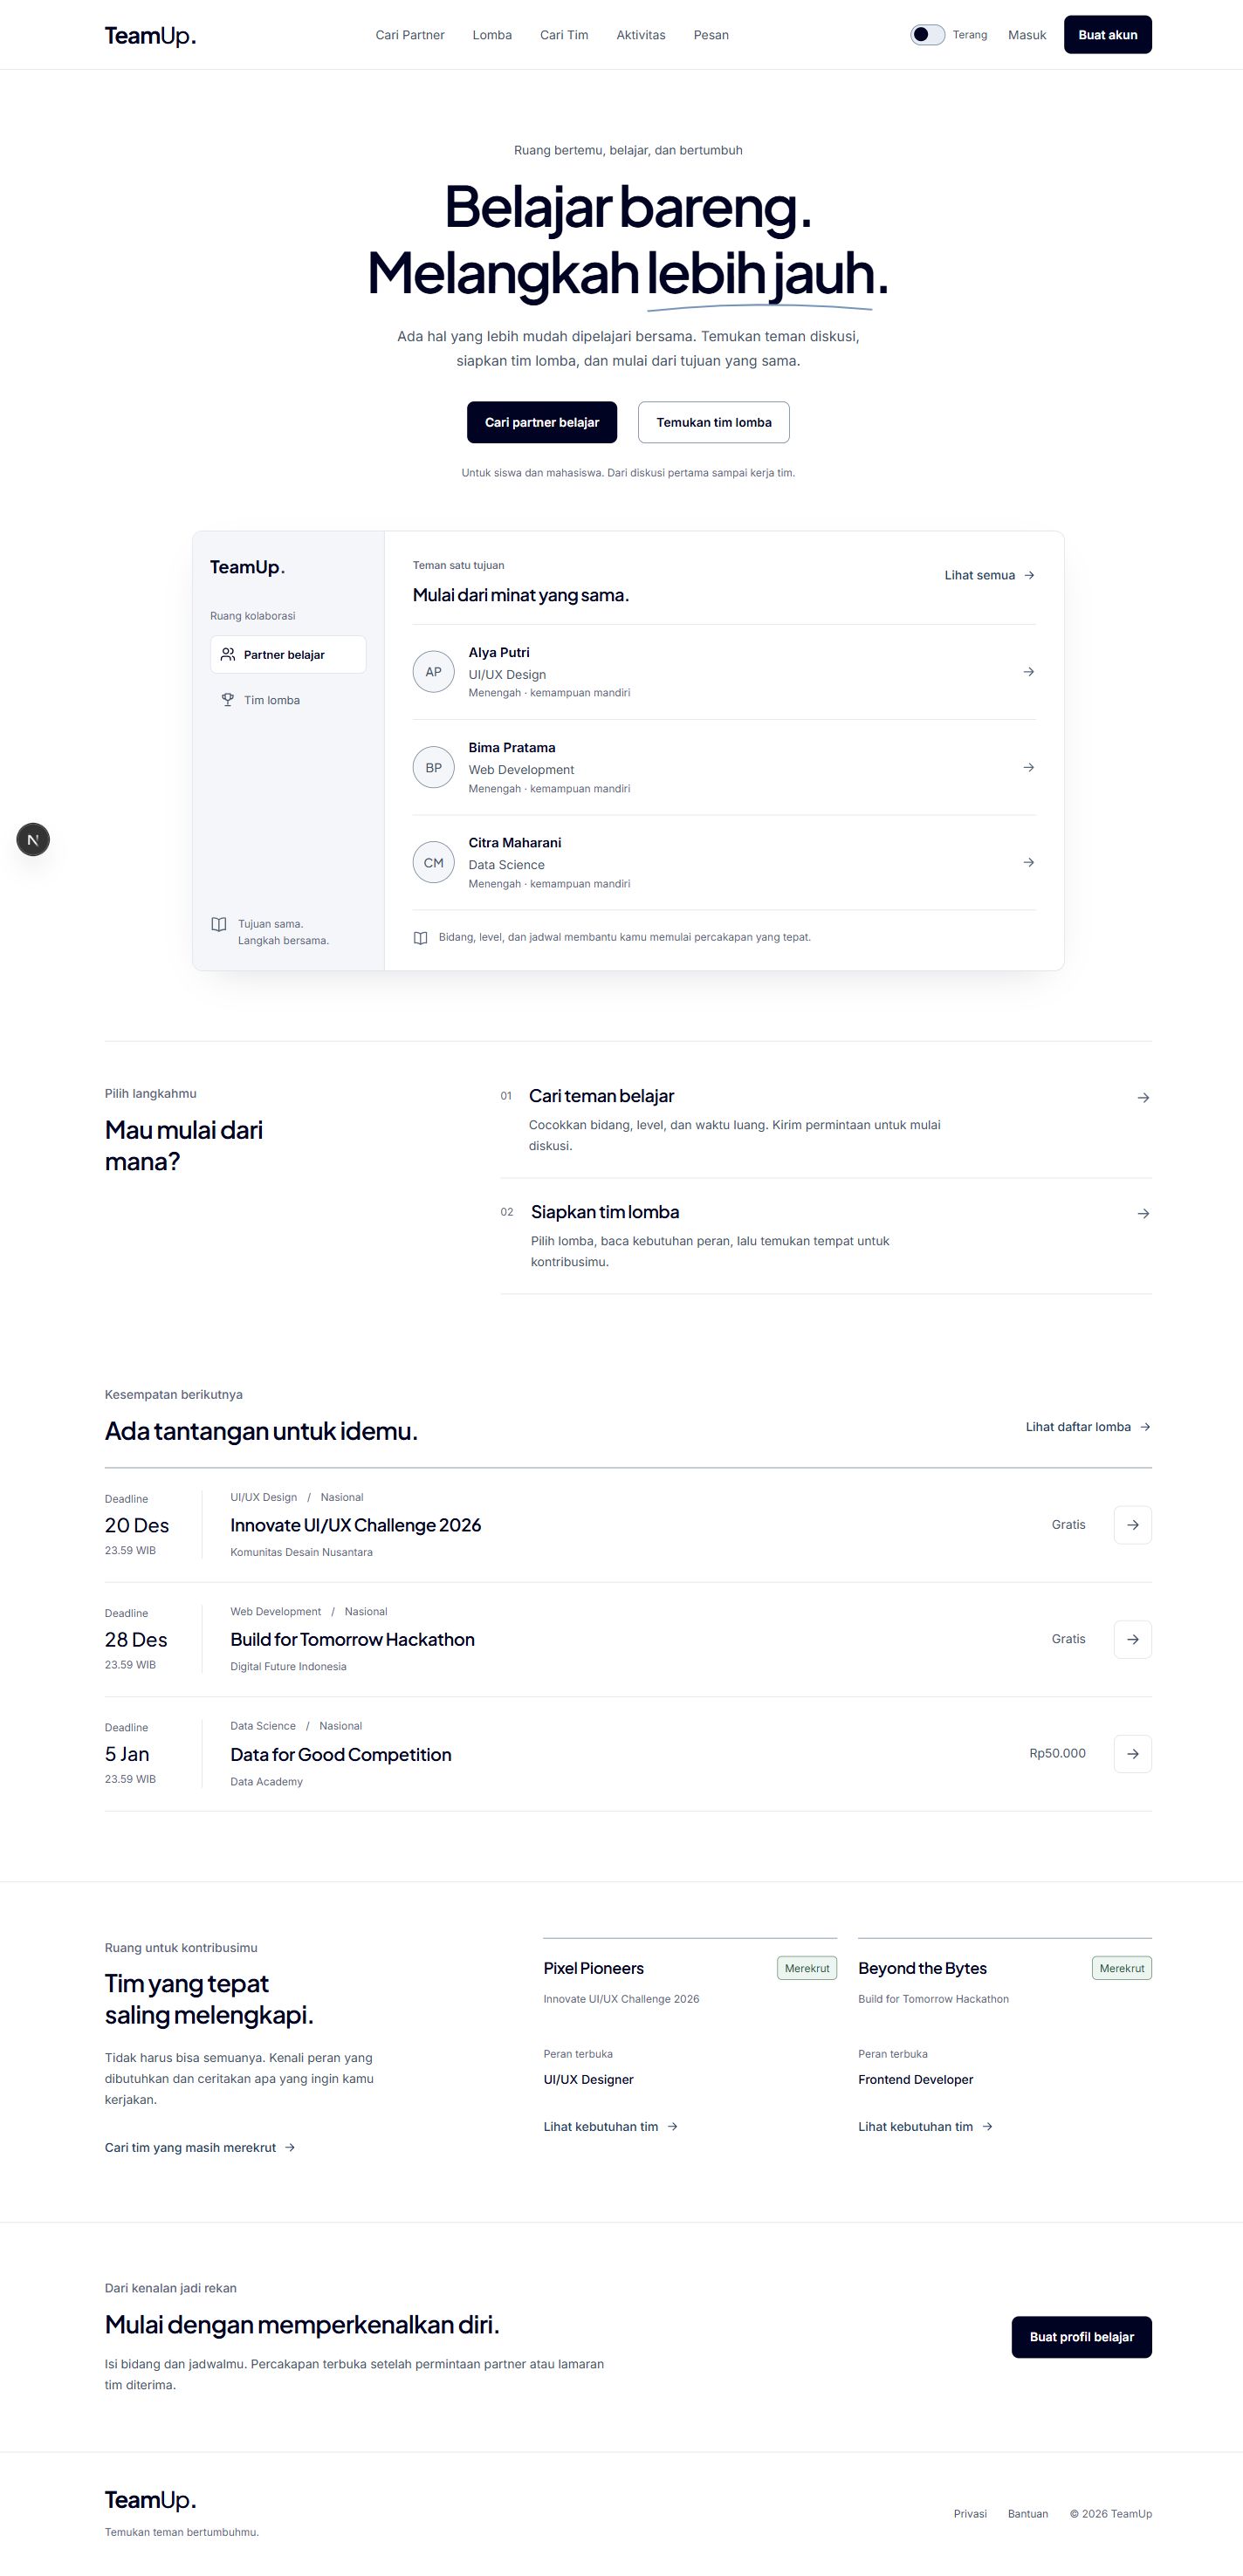 TeamUp.
Cari Partner Lomba Cari Tim Aktivitas Pesan
Terang Masuk Buat akun
Ruang bertemu, belajar, dan bertumbuh
Belajar bareng.
Melangkah lebih jauh.
Ada hal yang lebih mudah dipelajari bersama. Temukan teman diskusi,
siapkan tim lomba, dan mulai dari tujuan yang sama.
Cari partner belajar Temukan tim lomba
Untuk siswa dan mahasiswa. Dari diskusi pertama sampai kerja tim.
TeamUp.
Ruang kolaborasi
Partner belajar
Tim lomba
Tujuan sama.
Langkah bersama.
Teman satu tujuan
Mulai dari minat yang sama.
Lihat semua →
AP
Alya Putri
UI/UX Design
Menengah · kemampuan mandiri
BP
Bima Pratama
Web Development
Menengah · kemampuan mandiri
CM
Citra Maharani
Data Science
Menengah · kemampuan mandiri
Bidang, level, dan jadwal membantu kamu memulai percakapan yang tepat.
N
Pilih langkahmu
Mau mulai dari
mana?
01 Cari teman belajar
Cocokkan bidang, level, dan waktu luang. Kirim permintaan untuk mulai
diskusi.
02 Siapkan tim lomba
Pilih lomba, baca kebutuhan peran, lalu temukan tempat untuk
kontribusimu.
Kesempatan berikutnya
Ada tantangan untuk idemu.
Lihat daftar lomba →
Deadline
20 Des
23.59 WIB
UI/UX Design / Nasional
Innovate UI/UX Challenge 2026
Komunitas Desain Nusantara
Gratis
Deadline
28 Des
23.59 WIB
Web Development / Nasional
Build for Tomorrow Hackathon
Digital Future Indonesia
Gratis
Deadline
5 Jan
23.59 WIB
Data Science / Nasional
Data for Good Competition
Data Academy
Rp50.000
Ruang untuk kontribusimu
Tim yang tepat
saling melengkapi.
Tidak harus bisa semuanya. Kenali peran yang
dibutuhkan dan ceritakan apa yang ingin kamu
kerjakan.
Cari tim yang masih merekrut →
Pixel Pioneers Merekrut
Innovate UI/UX Challenge 2026
Peran terbuka
UI/UX Designer
Lihat kebutuhan tim →
Beyond the Bytes Merekrut
Build for Tomorrow Hackathon
Peran terbuka
Frontend Developer
Lihat kebutuhan tim →
Dari kenalan jadi rekan
Mulai dengan memperkenalkan diri.
Isi bidang dan jadwalmu. Percakapan terbuka setelah permintaan partner atau lamaran
tim diterima.
Buat profil belajar
TeamUp.
Temukan teman bertumbuhmu.
Privasi Bantuan © 2026 TeamUp